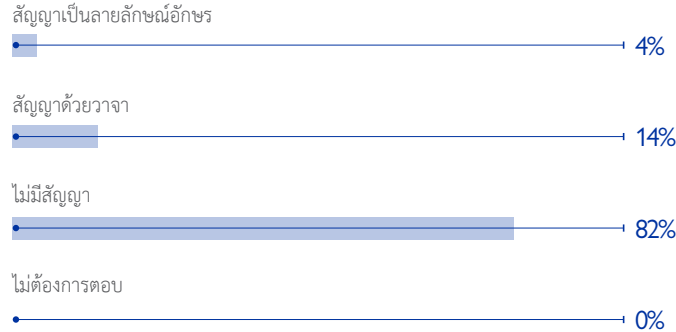 สัญญาเป็นลายลักษณ์อักษร
4%
สัญญาด้วยวาจา
14%
ไม่มีสัญญา
82%
ไม่ต้องการตอบ
0%